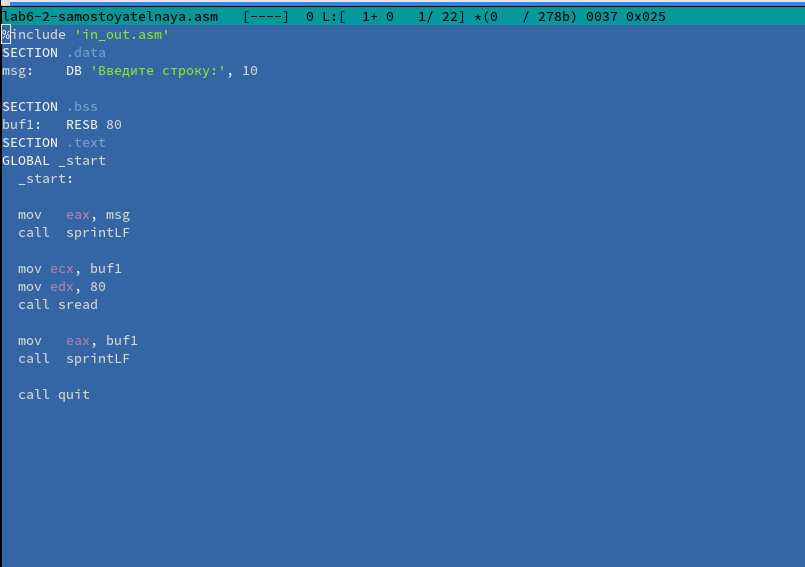 lab6-2-samostoyatelnaya.asm   [----]  0 L:[  1+ 0   1/ 22] *(0   / 278b) 0037 0x025
%include 'in_out.asm'
SECTION .data
msg:    DB 'Введите строку:', 10
SECTION .bss
buf1:   RESB 80
SECTION .text
GLOBAL _start
  _start:
  mov   eax, msg
  call  sprintLF
  mov ecx, buf1
  mov edx, 80
  call sread
  mov   eax, buf1
  call  sprintLF
  call quit